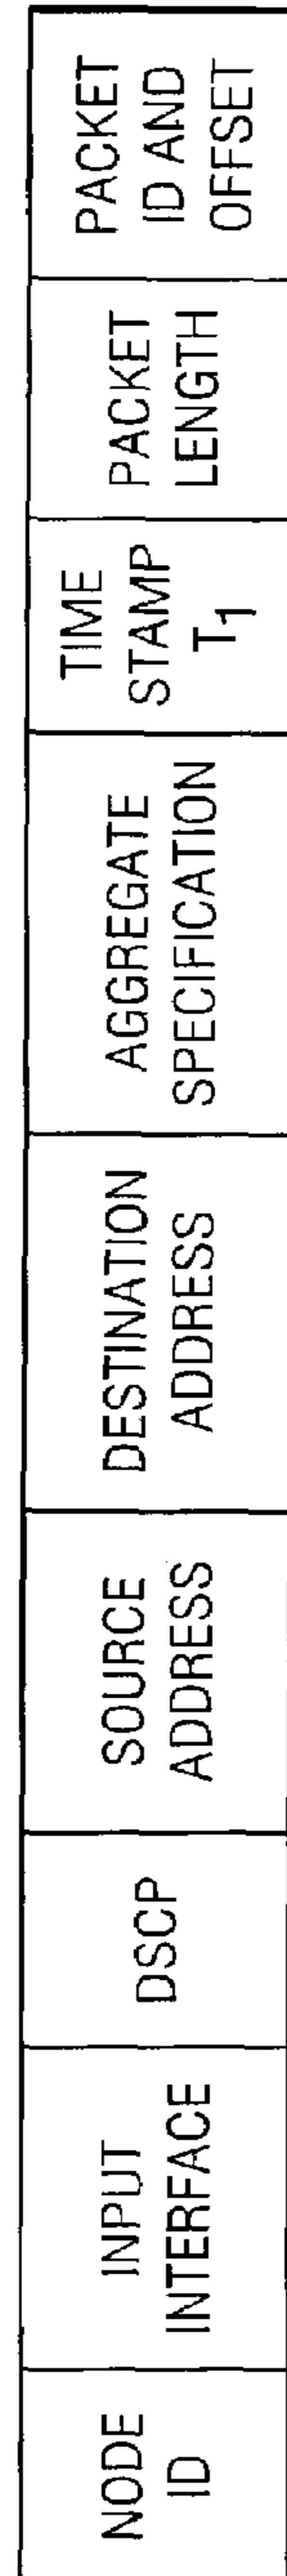 NODE
ID
INPUT
INTERFACE
DSCP
SOURCE
ADDRESS
DESTINATION
ADDRESS
AGGREGATE
SPECIFICATION
TIME
STAMP
T1
PACKET
LENGTH
PACKET
ID AND
OFFSET